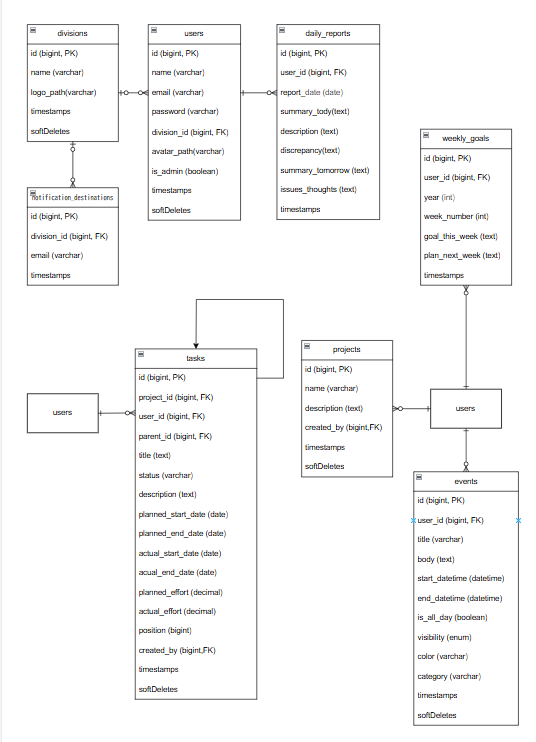 divisions
id (bigint, PK)
name (varchar)
logo_path(varchar)
timestamps
softDeletes
users
id (bigint, PK)
name (varchar)
email (varchar)
password (varchar)
division_id (bigint, FK)
avatar_path(varchar)
is_admin (boolean)
timestamps
softDeletes
daily_reports
id (bigint, PK)
user_id (bigint, FK)
report_date (date)
summary_tody(text)
description (text)
discrepancy(text)
summary_tomorrow (text)
issues_thoughts (text)
timestamps
weekly_goals
id (bigint, PK)
user_id (bigint, FK)
year (int)
week_number (int)
goal_this_week (text)
plan_next_week (text)
timestamps
notification_destinations
id (bigint, PK)
division_id (bigint, FK)
email (varchar)
timestamps
users
tasks
id (bigint, PK)
project_id (bigint, FK)
user_id (bigint, FK)
parent_id (bigint, FK)
title (text)
status (varchar)
description (text)
planned_start_date (date)
planned_end_date (date)
actual_start_date (date)
acual_end_date (date)
planned_effort (decimal)
actual_effort (decimal)
position (bigint)
created_by (bigint,FK)
timestamps
softDeletes
projects
id (bigint, PK)
name (varchar)
description (text)
created_by (bigint,FK)
timestamps
softDeletes
users
events
id (bigint, PK)
user_id (bigint, FK)
title (varchar)
body (text)
start_datetime (datetime)
end_datetime (datetime)
is_all_day (boolean)
visibility (enum)
color (varchar)
category (varchar)
timestamps
softDeletes